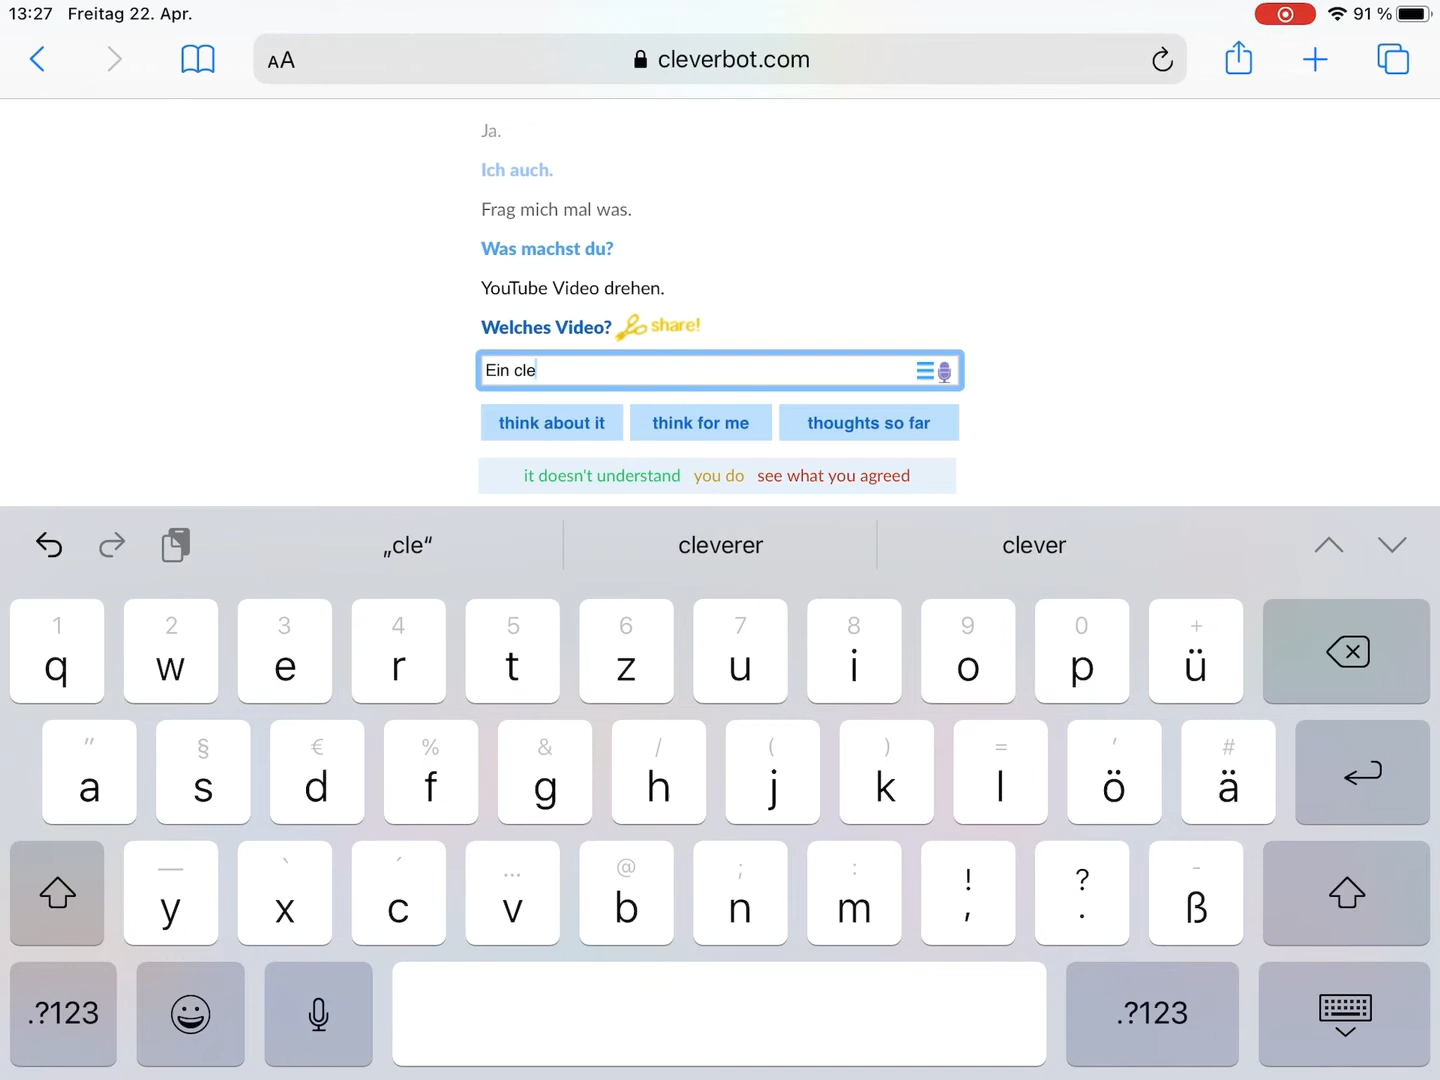 13:27 Freitag 22. Apr. 91 %
AA cleverbot.com
Ja.
Ich auch.
Frag mich mal was.
Was machst du?
YouTube Video drehen.
Welches Video? share!
Ein cle
think about it think for me thoughts so far
it doesn't understand you do see what you agreed
„cle“ cleverer clever
1 2 3 4 5 6 7 8 9 0 +
q w e r t z u i o p ü
" § € % & / ( ) = ' #
a s d f g h j k l ö ä
— ` ´ ... @ ; : ! ? -
y x c v b n m , . ß
.?123 .?123